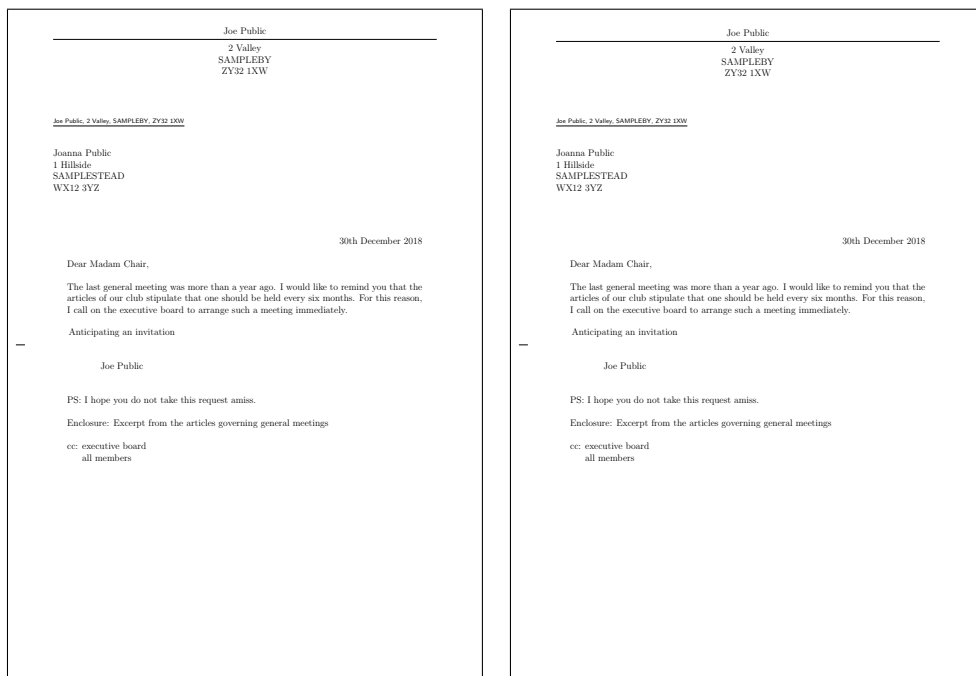 Joe Public
2 Valley
SAMPLEBY
ZY32 1XW
Joe Public, 2 Valley, SAMPLEBY, ZY32 1XW
Joanna Public
1 Hillside
SAMPLESTEAD
WX12 3YZ
30th December 2018
Dear Madam Chair,
The last general meeting was more than a year ago. I would like to remind you that the
articles of our club stipulate that one should be held every six months. For this reason,
I call on the executive board to arrange such a meeting immediately.
Anticipating an invitation
Joe Public
PS: I hope you do not take this request amiss.
Enclosure: Excerpt from the articles governing general meetings
cc: executive board
all members
Joe Public
2 Valley
SAMPLEBY
ZY32 1XW
Joe Public, 2 Valley, SAMPLEBY, ZY32 1XW
Joanna Public
1 Hillside
SAMPLESTEAD
WX12 3YZ
30th December 2018
Dear Madam Chair,
The last general meeting was more than a year ago. I would like to remind you that the
articles of our club stipulate that one should be held every six months. For this reason,
I call on the executive board to arrange such a meeting immediately.
Anticipating an invitation
Joe Public
PS: I hope you do not take this request amiss.
Enclosure: Excerpt from the articles governing general meetings
cc: executive board
all members